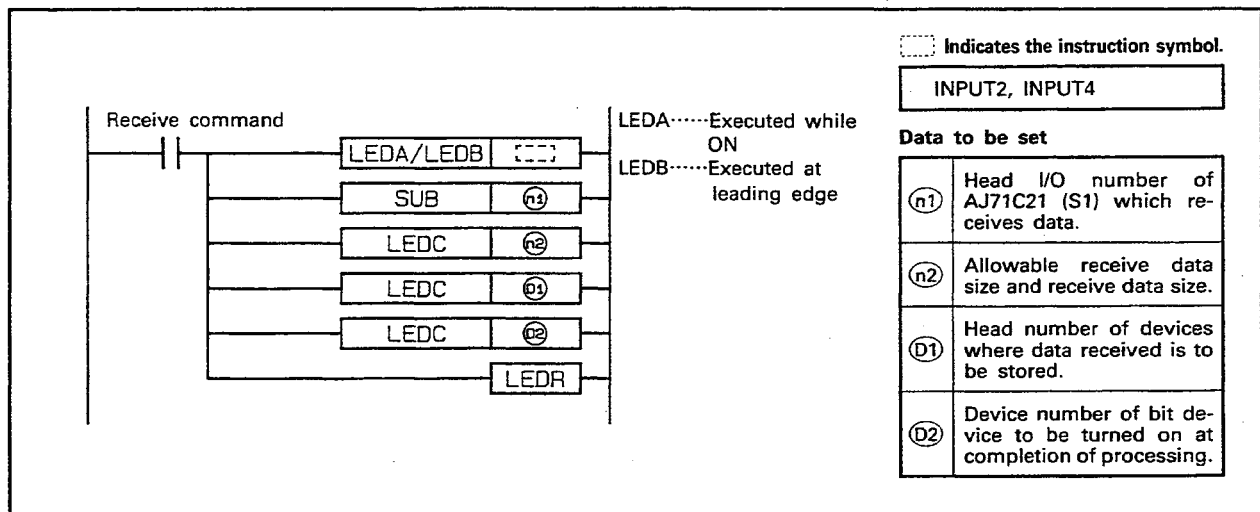 Receive command
LEDA/LEDB
SUB n1
LEDC n2
LEDC D1
LEDC D2
LEDR
LEDA······Executed while
ON
LEDB······Executed at
leading edge
Indicates the instruction symbol.
INPUT2, INPUT4
Data to be set
n1 Head I/O number of
AJ71C21 (S1) which re-
ceives data.
n2 Allowable receive data
size and receive data size.
D1 Head number of devices
where data received is to
be stored.
D2 Device number of bit de-
vice to be turned on at
completion of processing.